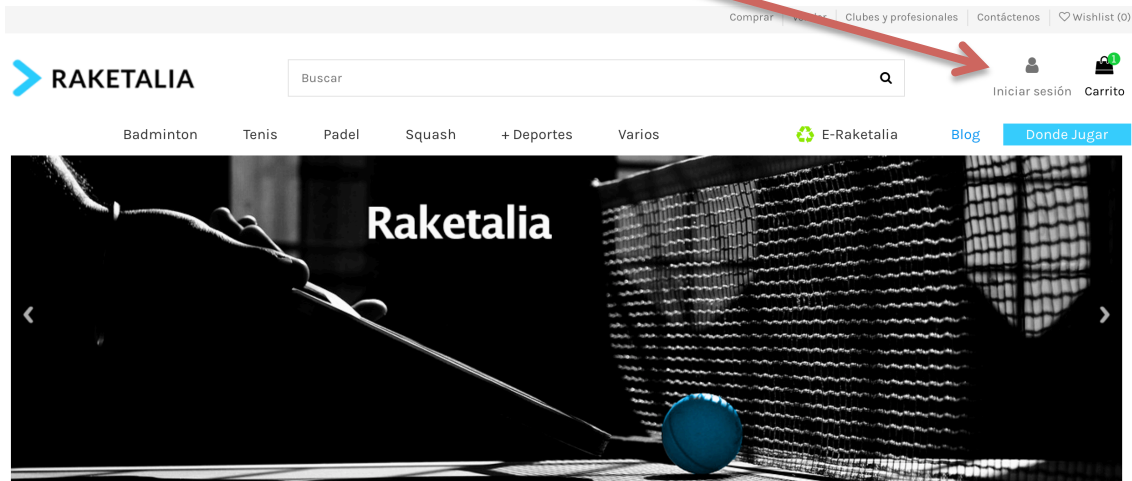 Comprar Vender Clubes y profesionales Contáctenos Wishlist (0)
RAKETALIA
Buscar
1
Iniciar sesión Carrito
Badminton Tenis Padel Squash + Deportes Varios E-Raketalia Blog Donde Jugar
Raketalia